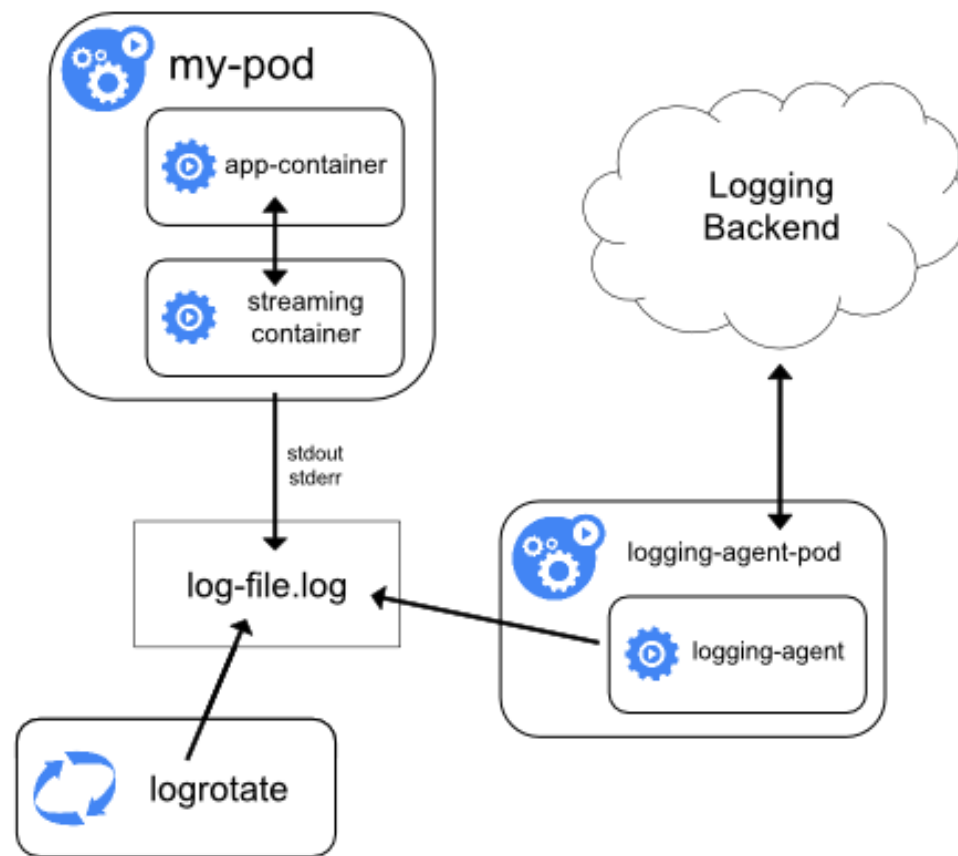 my-pod
app-container
streaming
container
Logging
Backend
stdout
stderr
log-file.log
logging-agent-pod
logging-agent
logrotate